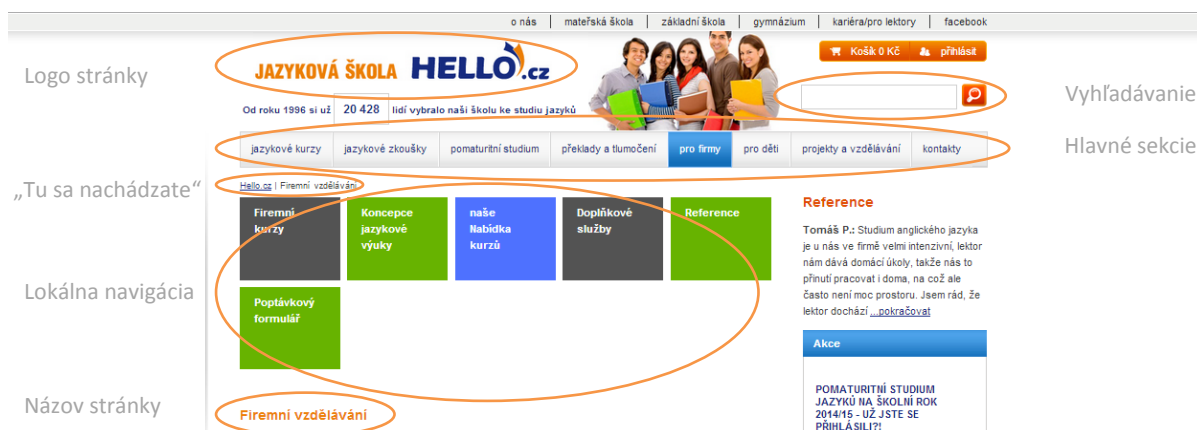 o nás | mateřská škola | základní škola | gymnázium | kariéra/pro lektory | facebook
Košík 0 Kč přihlásit
Logo stránky
JAZYKOVÁ ŠKOLA HELLO.cz
Vyhľadávanie
Od roku 1996 si už 20 428 lidí vybralo naši školu ke studiu jazyků
Hlavné sekcie
jazykové kurzy jazykové zkoušky pomaturitní studium překlady a tlumočení pro firmy pro děti projekty a vzdělávání kontakty
„Tu sa nachádzate“
Hello.cz | Firemní vzdělávání
Lokálna navigácia
Firemní
kurzy
Koncepce
jazykové
výuky
naše
Nabídka
kurzů
Doplňkové
služby
Reference
Poptávkový
formulář
Názov stránky
Firemní vzdělávání
Reference
Tomáš P.: Studium anglického jazyka
je u nás ve firmě velmi intenzivní, lektor
nám dává domácí úkoly, takže nás to
přinutí pracovat i doma, na což ale
často není moc prostoru. Jsem rád, že
lektor dochází ...pokračovat
Akce
POMATURITNÍ STUDIUM
JAZYKŮ NA ŠKOLNÍ ROK
2014/15 - UŽ JSTE SE
PŘIHLÁSILI?!